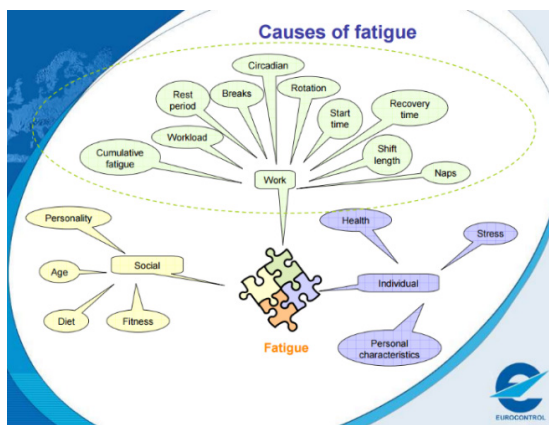 Causes of fatigue
Circadian
Rest
period
Breaks
Rotation
Start
time
Recovery
time
Workload
Cumulative
fatigue
Shift
length
Naps
Work
Personality
Health
Stress
Age
Social
Individual
Diet
Fitness
Fatigue
Personal
characteristics
EUROCONTROL